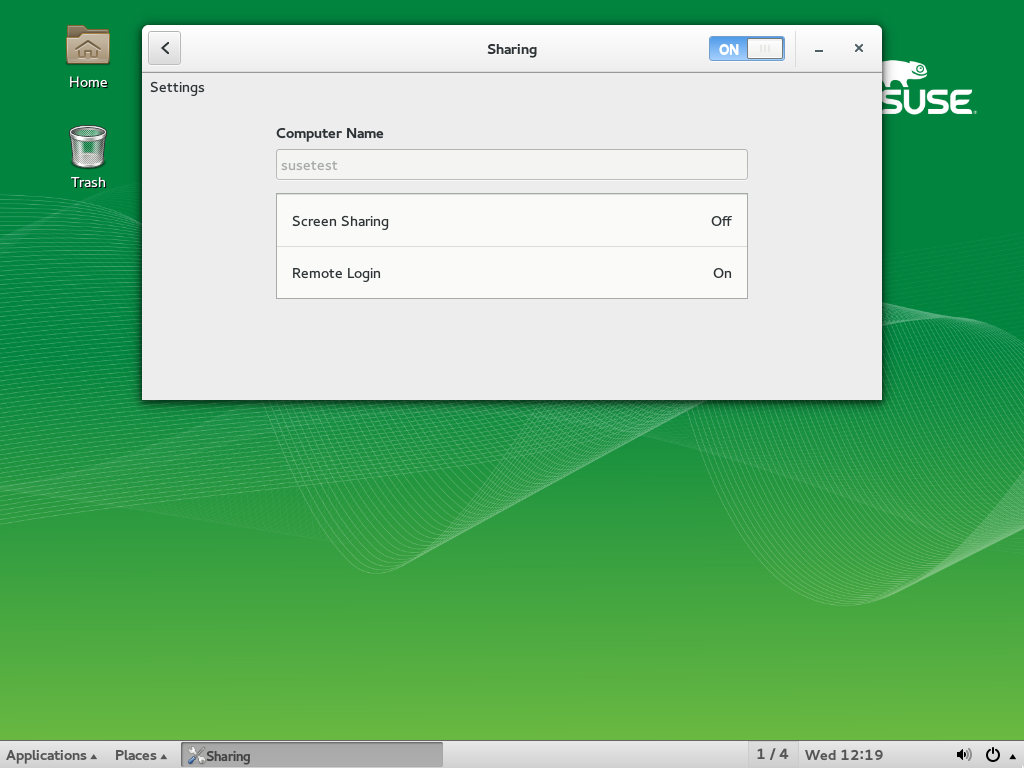 Home
Trash
Sharing
ON
SUSE
Settings
Computer Name
susetest
Screen Sharing Off
Remote Login On
Applications Places Sharing 1 / 4 Wed 12:19